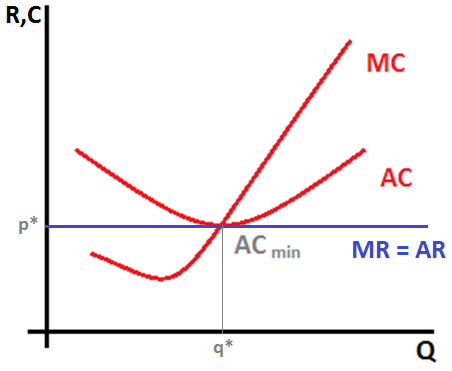 R,C
MC
AC
p*
AC min
MR = AR
q*
Q